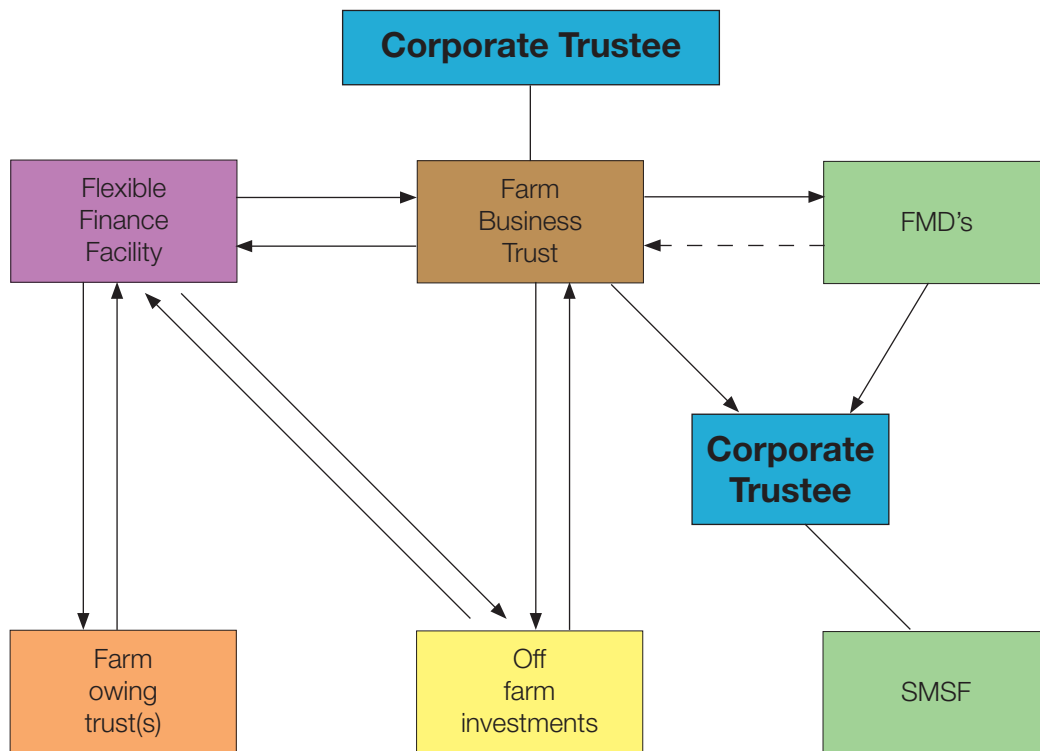 Corporate Trustee
Flexible
Finance
Facility
Farm
Business
Trust
FMD's
Corporate
Trustee
Farm
owing
trust(s)
Off
farm
investments
SMSF